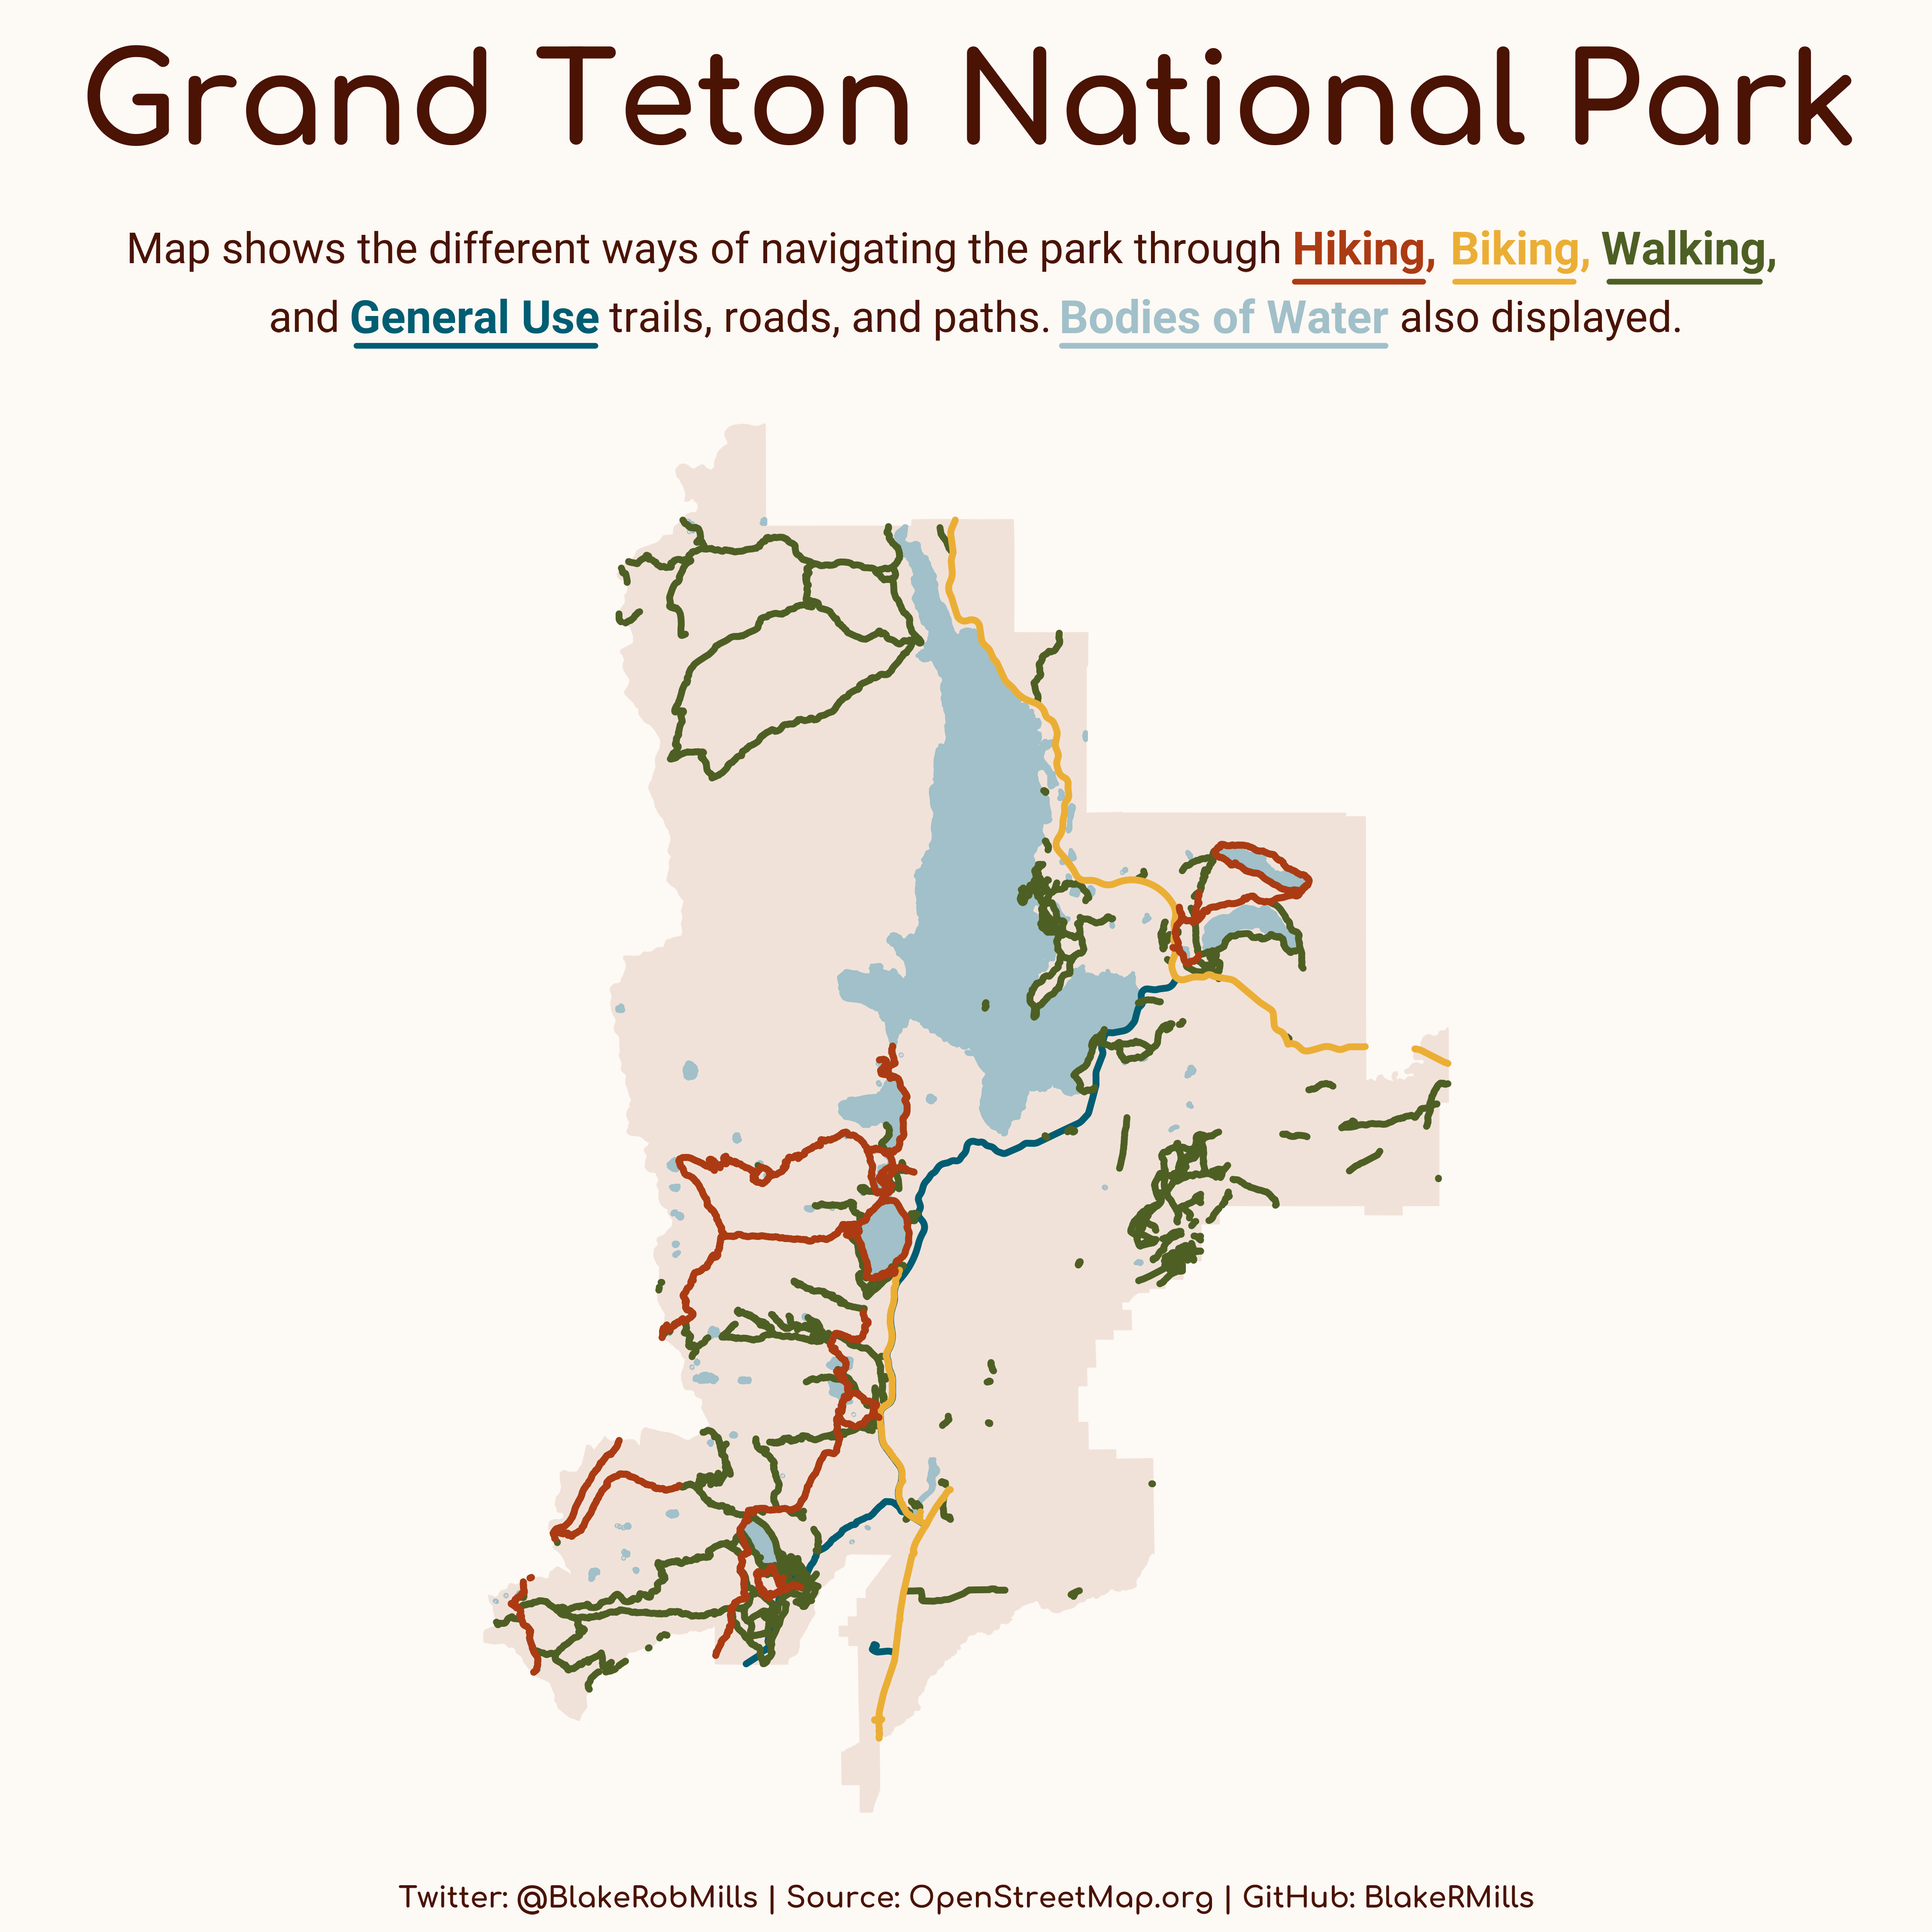 Grand Teton National Park
Map shows the different ways of navigating the park through Hiking, Biking, Walking,
and General Use trails, roads, and paths. Bodies of Water also displayed.
Twitter: @BlakeRobMills | Source: OpenStreetMap.org | GitHub: BlakeRMills